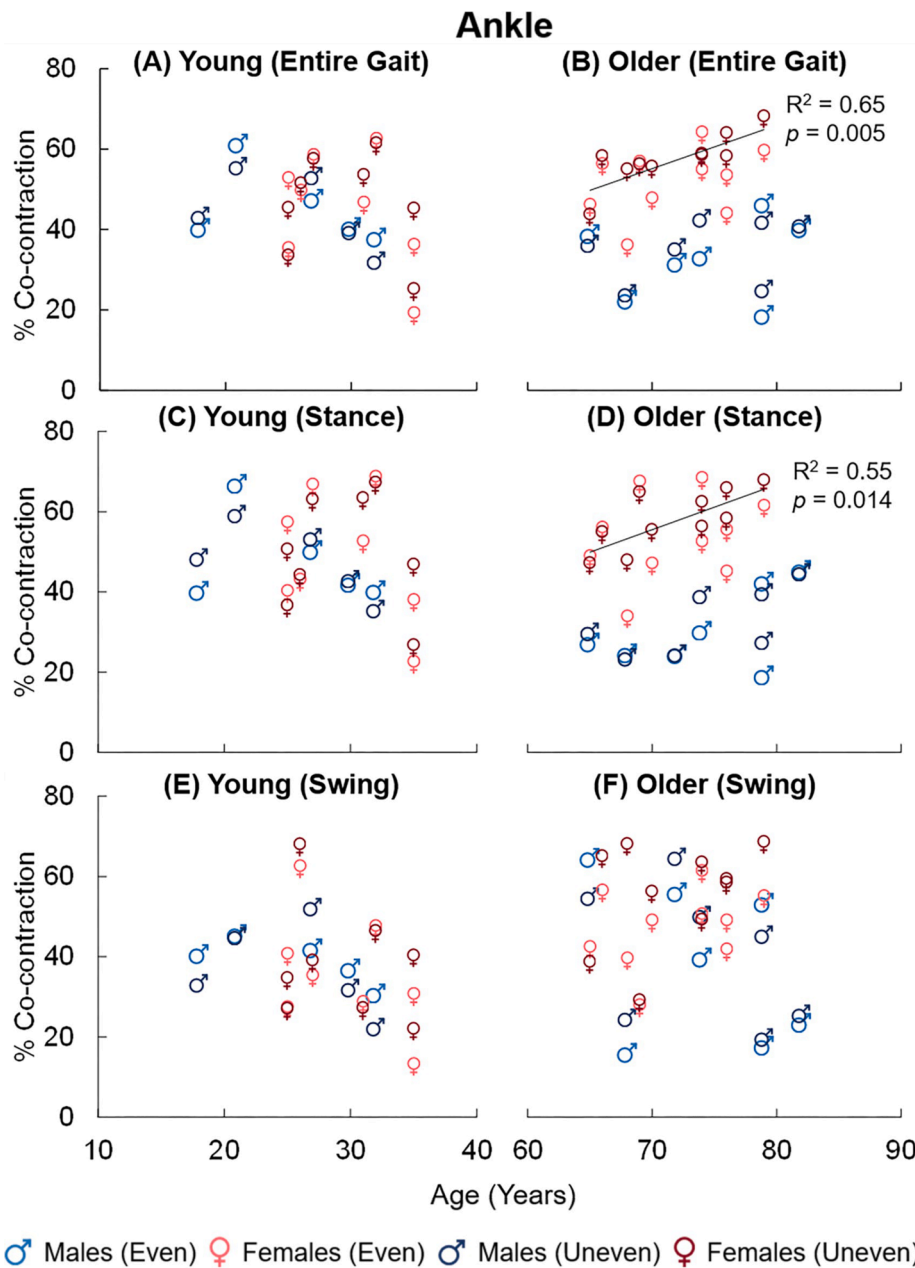 Ankle
(A) Young (Entire Gait)
(B) Older (Entire Gait)
80
60
40
20
0
% Co-contraction
R² = 0.65
p = 0.005
(C) Young (Stance)
(D) Older (Stance)
80
60
40
20
0
% Co-contraction
R² = 0.55
p = 0.014
(E) Young (Swing)
(F) Older (Swing)
80
60
40
20
0
% Co-contraction
10 20 30 40
60 70 80 90
Age (Years)
♂ Males (Even) ♀ Females (Even) ♂ Males (Uneven) ♀ Females (Uneven)